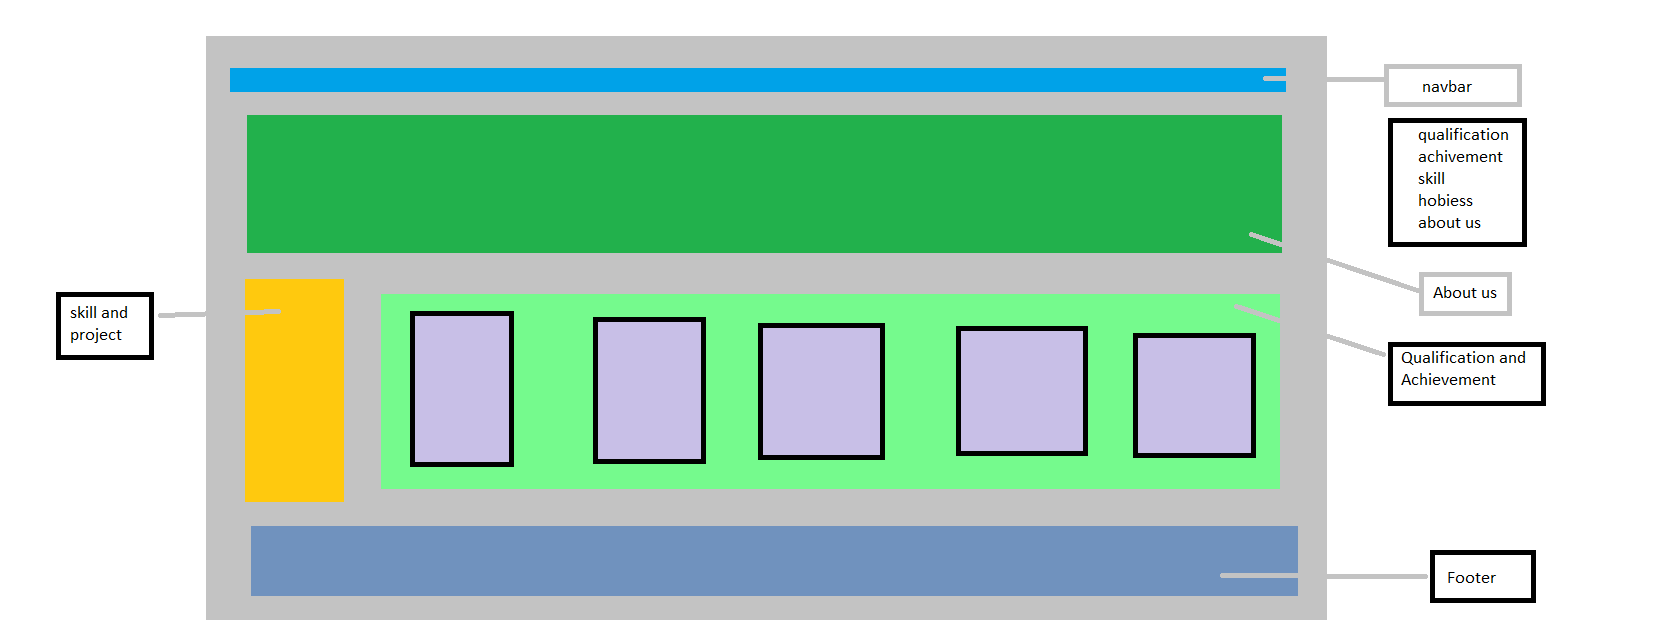 navbar
qualification
achivement
skill
hobiess
about us
About us
skill and
project
Qualification and
Achievement
Footer